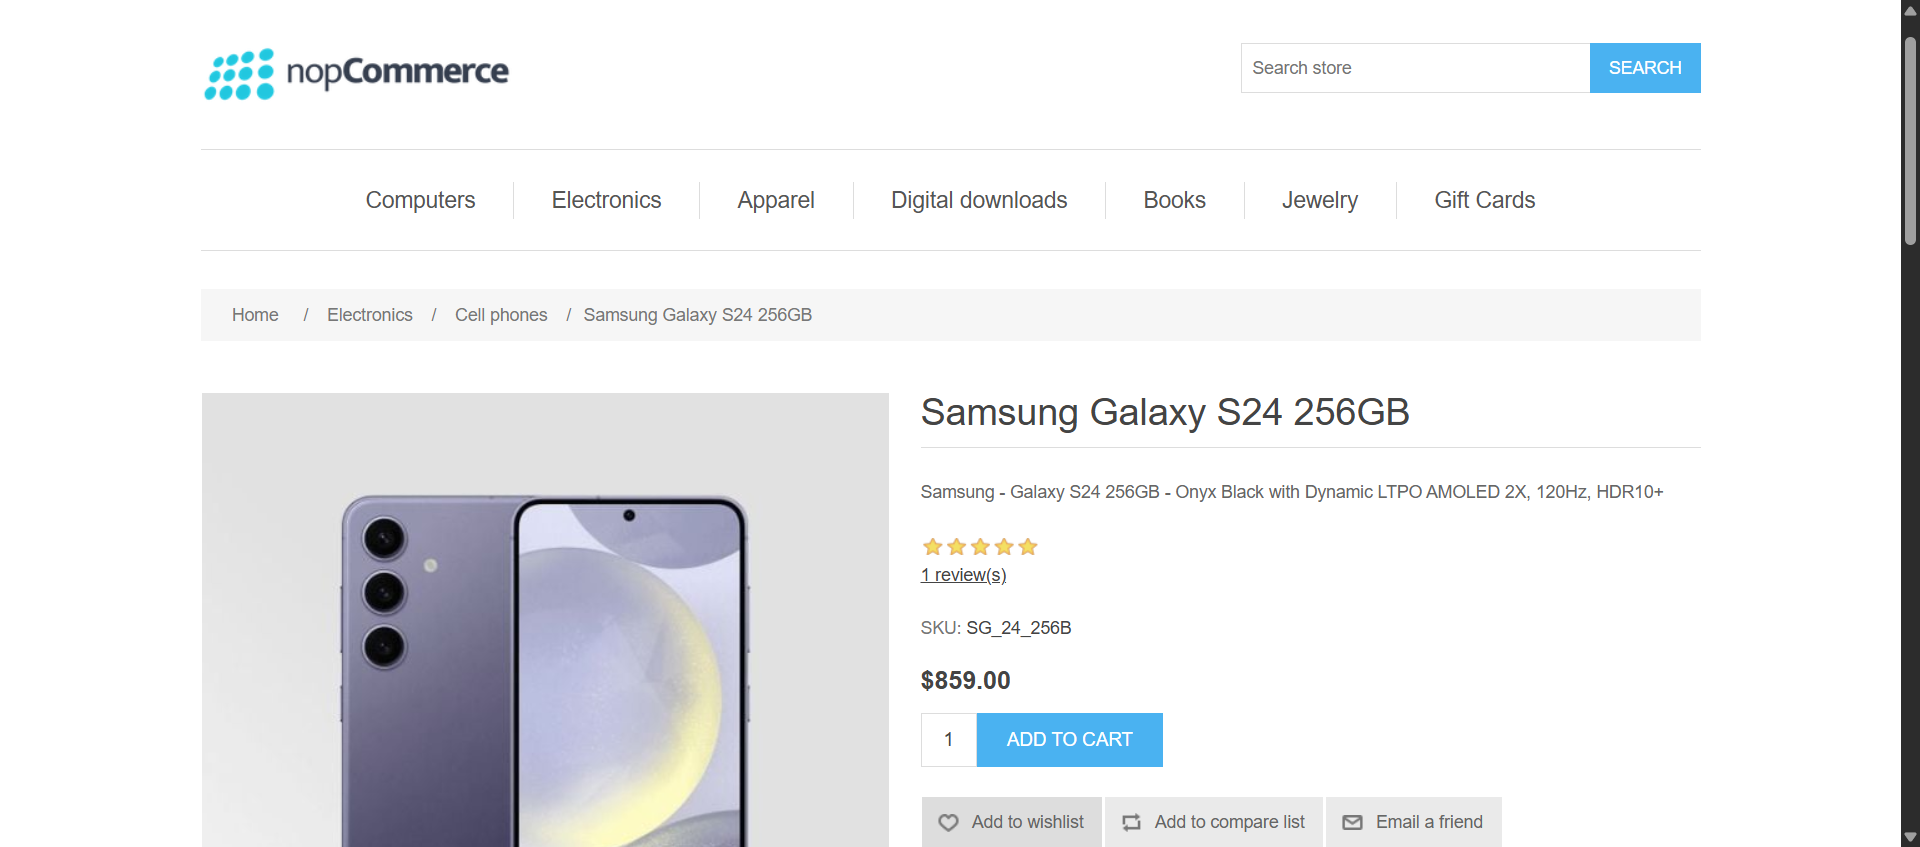 nopCommerce
Search store
SEARCH
Computers
Electronics
Apparel
Digital downloads
Books
Jewelry
Gift Cards
Home / Electronics / Cell phones / Samsung Galaxy S24 256GB
Samsung Galaxy S24 256GB
Samsung - Galaxy S24 256GB - Onyx Black with Dynamic LTPO AMOLED 2X, 120Hz, HDR10+
1 review(s)
SKU: SG_24_256B
$859.00
1
ADD TO CART
Add to wishlist
Add to compare list
Email a friend